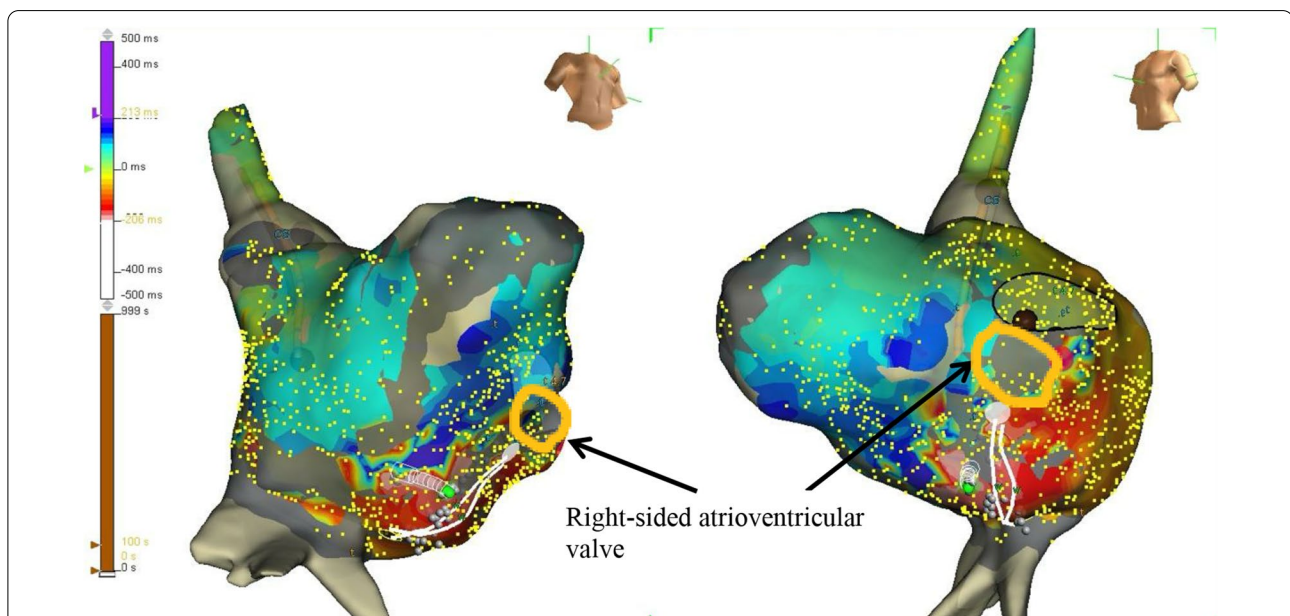 500 ms
400 ms
213 ms
0 ms
-206 ms
-400 ms
-500 ms
999 s
100 s
0 s
0 s
Right-sided atrioventricular
valve